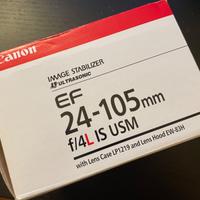 Canon
IMAGE STABILIZER
ULTRASONIC
EF
24-105mm
f/4L IS USM
with Lens Case LP1219 and Lens Hood EW-83H